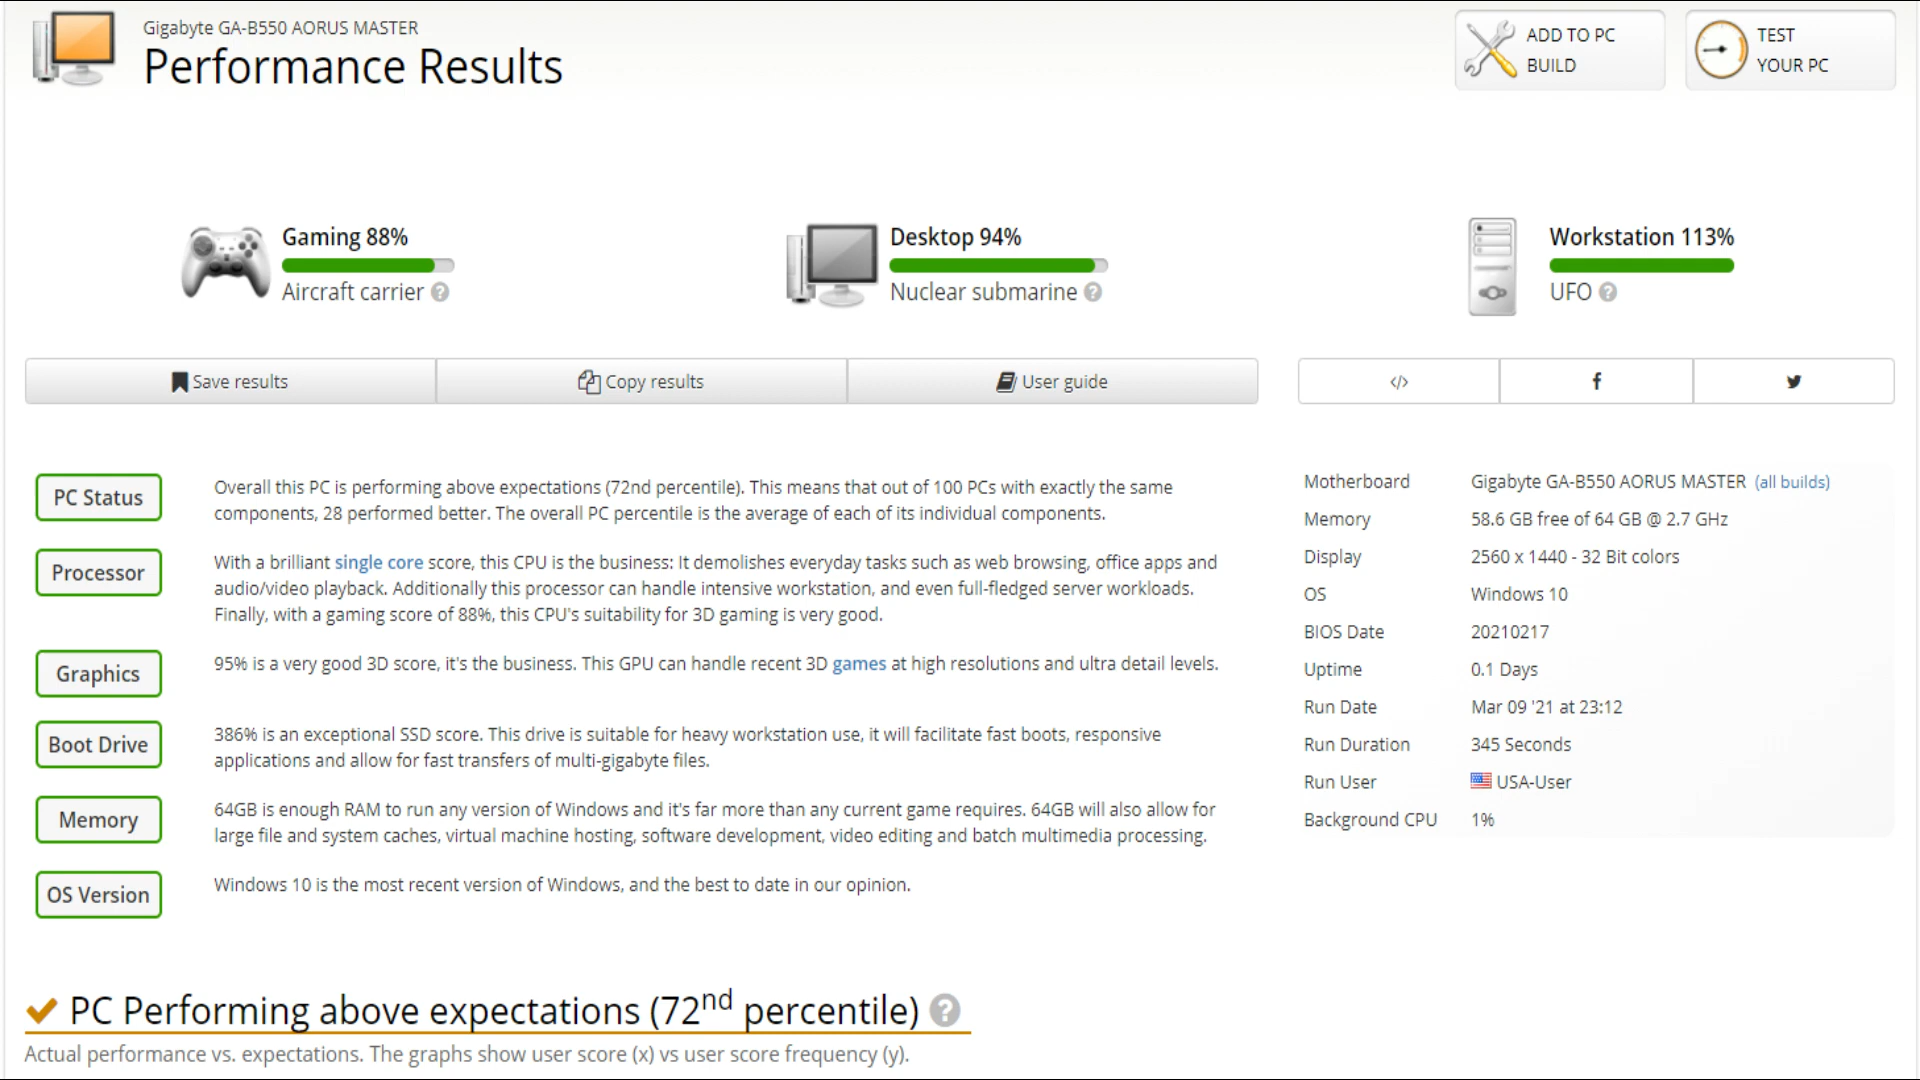 Gigabyte GA-B550 AORUS MASTER
Performance Results
ADD TO PC
BUILD
TEST
YOUR PC
Gaming 88%
Aircraft carrier ?
Desktop 94%
Nuclear submarine ?
Workstation 113%
UFO ?
Save results
Copy results
User guide
</>
f
PC Status
Overall this PC is performing above expectations (72nd percentile). This means that out of 100 PCs with exactly the same
components, 28 performed better. The overall PC percentile is the average of each of its individual components.
Processor
With a brilliant single core score, this CPU is the business: It demolishes everyday tasks such as web browsing, office apps and
audio/video playback. Additionally this processor can handle intensive workstation, and even full-fledged server workloads.
Finally, with a gaming score of 88%, this CPU's suitability for 3D gaming is very good.
Graphics
95% is a very good 3D score, it's the business. This GPU can handle recent 3D games at high resolutions and ultra detail levels.
Boot Drive
386% is an exceptional SSD score. This drive is suitable for heavy workstation use, it will facilitate fast boots, responsive
applications and allow for fast transfers of multi-gigabyte files.
Memory
64GB is enough RAM to run any version of Windows and it's far more than any current game requires. 64GB will also allow for
large file and system caches, virtual machine hosting, software development, video editing and batch multimedia processing.
OS Version
Windows 10 is the most recent version of Windows, and the best to date in our opinion.
Motherboard Gigabyte GA-B550 AORUS MASTER (all builds)
Memory 58.6 GB free of 64 GB @ 2.7 GHz
Display 2560 x 1440 - 32 Bit colors
OS Windows 10
BIOS Date 20210217
Uptime 0.1 Days
Run Date Mar 09 '21 at 23:12
Run Duration 345 Seconds
Run User USA-User
Background CPU 1%
PC Performing above expectations (72nd percentile) ?
Actual performance vs. expectations. The graphs show user score (x) vs user score frequency (y).